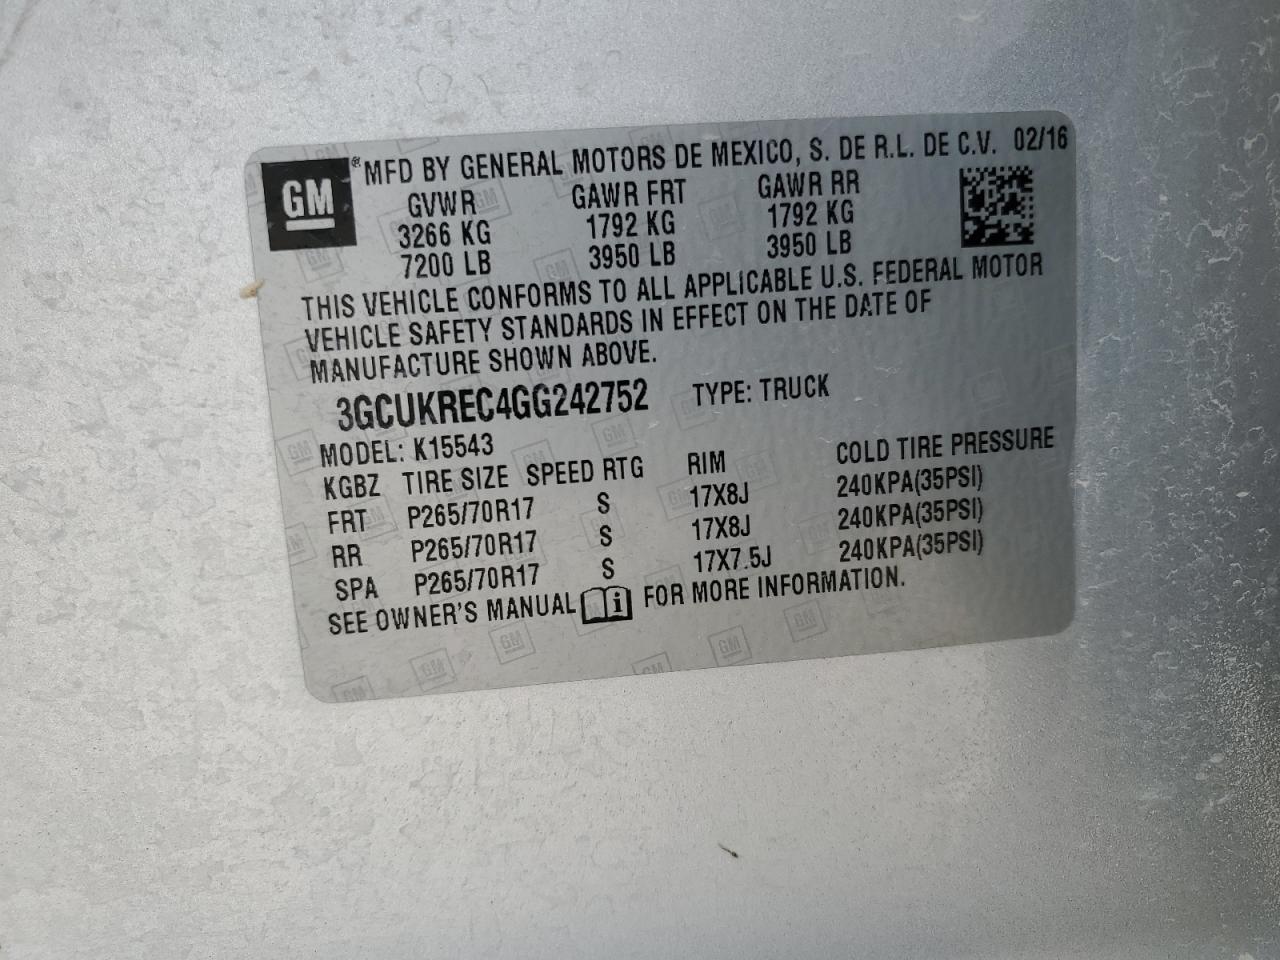 GM ® MFD BY GENERAL MOTORS DE MEXICO, S. DE R.L. DE C.V. 02/16
GVWR GAWR FRT GAWR RR
3266 KG 1792 KG 1792 KG
7200 LB 3950 LB 3950 LB
THIS VEHICLE CONFORMS TO ALL APPLICABLE U.S. FEDERAL MOTOR
VEHICLE SAFETY STANDARDS IN EFFECT ON THE DATE OF
MANUFACTURE SHOWN ABOVE.
3GCUKREC4GG242752 TYPE: TRUCK
MODEL: K15543
KGBZ TIRE SIZE SPEED RTG RIM COLD TIRE PRESSURE
FRT P265/70R17 S 17X8J 240KPA(35PSI)
RR P265/70R17 S 17X8J 240KPA(35PSI)
SPA P265/70R17 S 17X7.5J 240KPA(35PSI)
SEE OWNER'S MANUAL i FOR MORE INFORMATION.